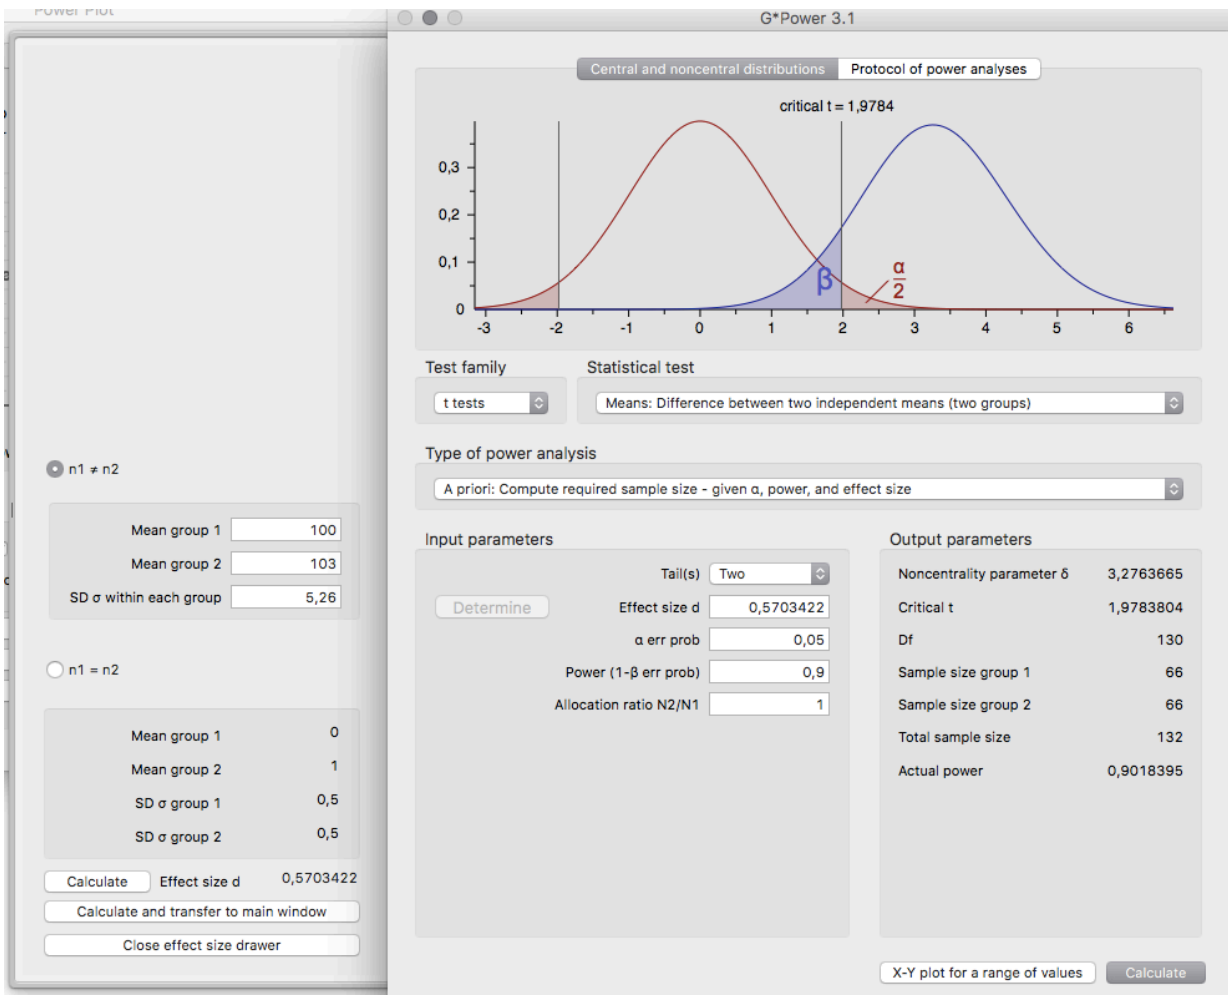 Power Plot
G*Power 3.1
Central and noncentral distributions Protocol of power analyses
critical t = 1,9784
0,3
0,2
0,1
0
β
α
2
-3 -2 -1 0 1 2 3 4 5 6
Test family Statistical test
t tests Means: Difference between two independent means (two groups)
Type of power analysis
A priori: Compute required sample size - given α, power, and effect size
n1 ≠ n2
Mean group 1 100
Mean group 2 103
SD σ within each group 5,26
n1 = n2
Mean group 1 0
Mean group 2 1
SD σ group 1 0,5
SD σ group 2 0,5
Calculate Effect size d 0,5703422
Calculate and transfer to main window
Close effect size drawer
Input parameters
Tail(s) Two
Determine Effect size d 0,5703422
α err prob 0,05
Power (1-β err prob) 0,9
Allocation ratio N2/N1 1
Output parameters
Noncentrality parameter δ 3,2763665
Critical t 1,9783804
Df 130
Sample size group 1 66
Sample size group 2 66
Total sample size 132
Actual power 0,9018395
X-Y plot for a range of values Calculate